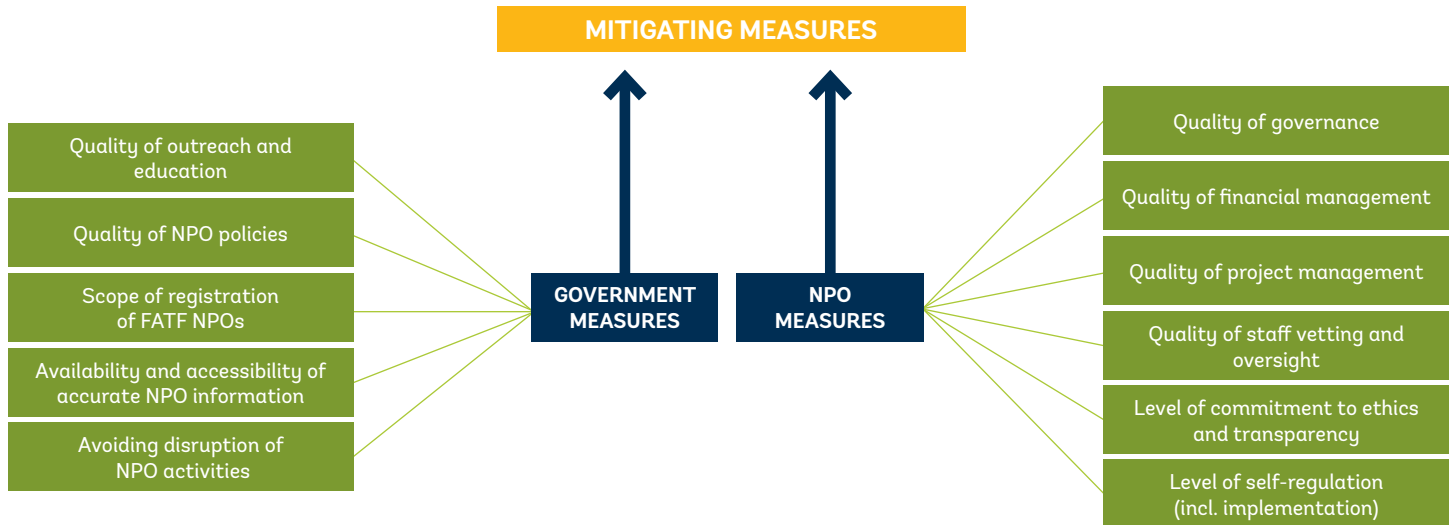 MITIGATING MEASURES
Quality of outreach and
education
Quality of NPO policies
Scope of registration
of FATF NPOs
Availability and accessibility of
accurate NPO information
Avoiding disruption of
NPO activities
GOVERNMENT
MEASURES
NPO
MEASURES
Quality of governance
Quality of financial management
Quality of project management
Quality of staff vetting and
oversight
Level of commitment to ethics
and transparency
Level of self-regulation
(incl. implementation)